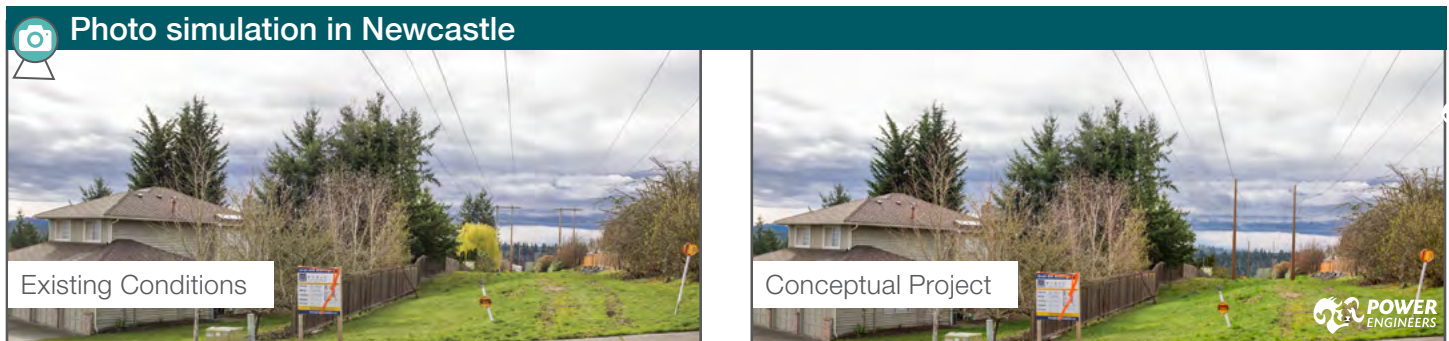 Photo simulation in Newcastle
Existing Conditions
Conceptual Project
POWER
ENGINEERS